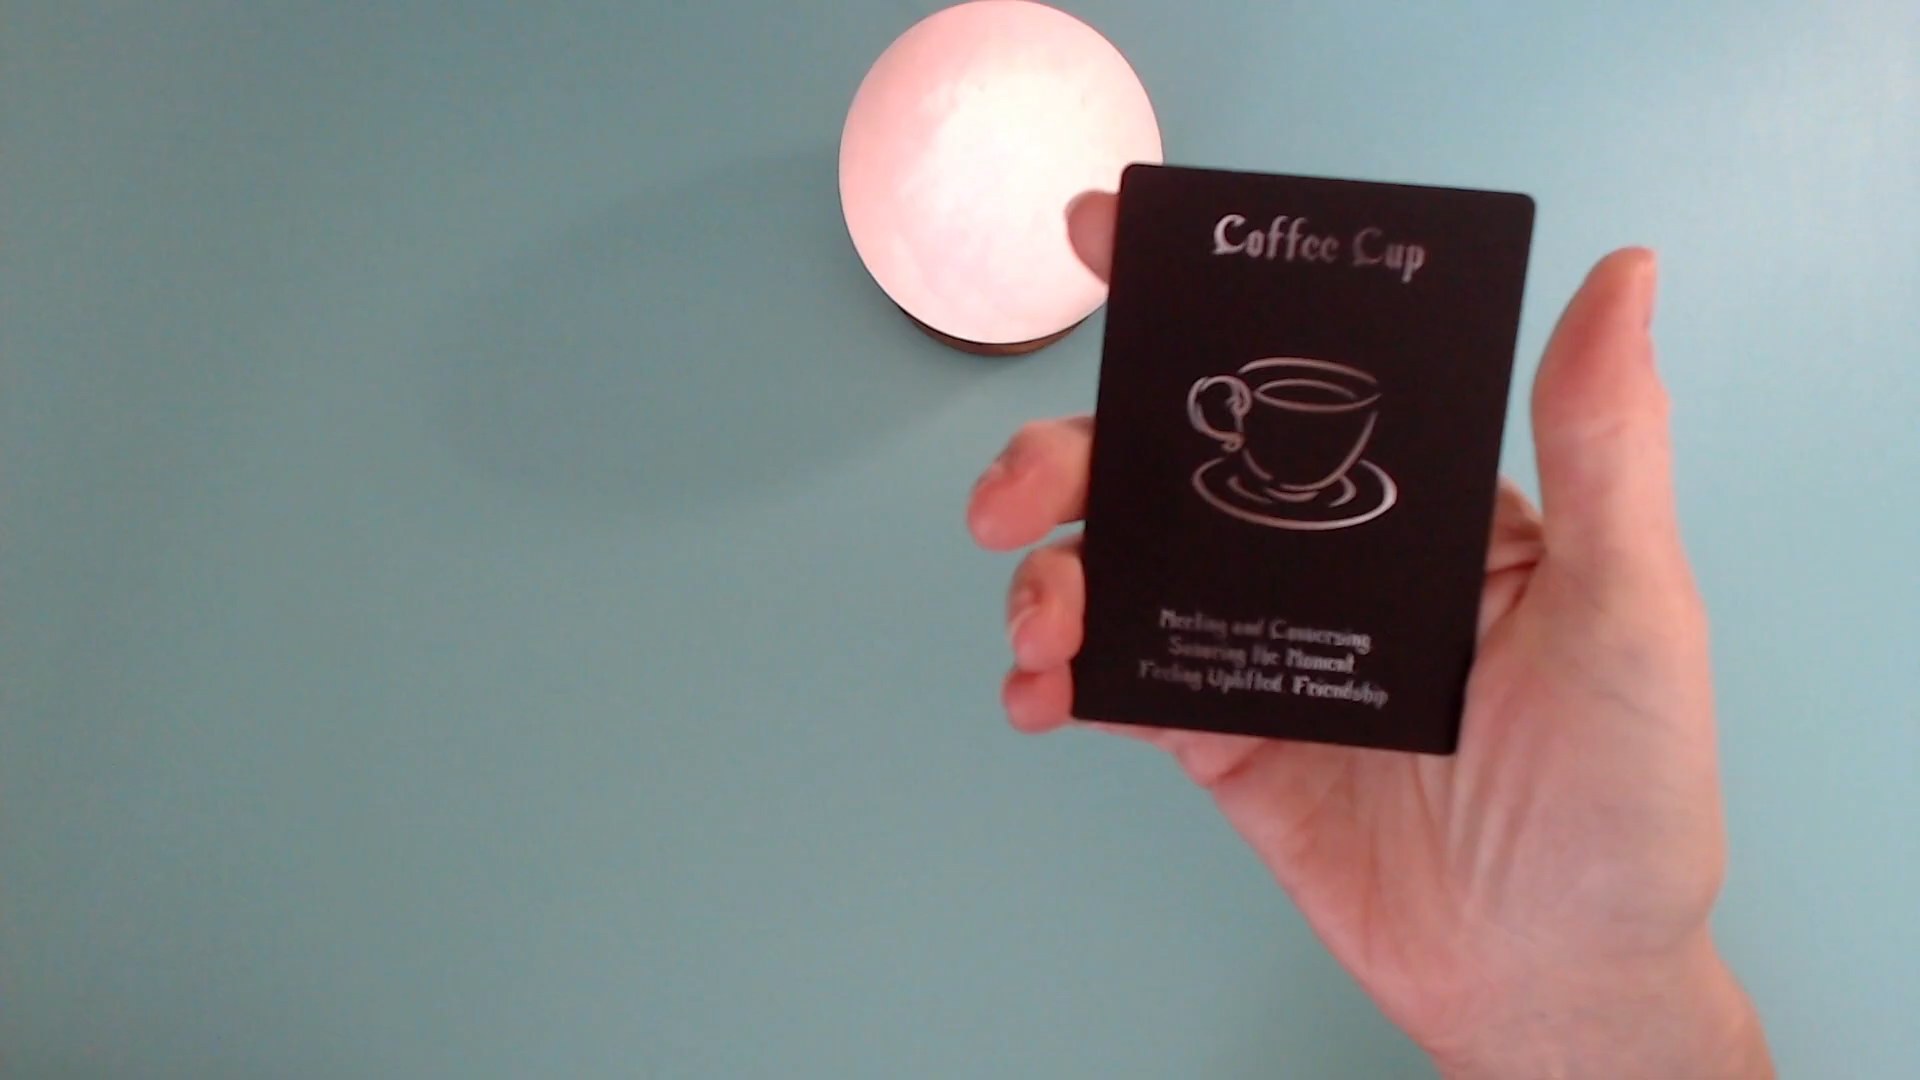 Coffee Cup
Meeting and Conversing
Savoring the Moment
Feeling Uplifted, Friendship